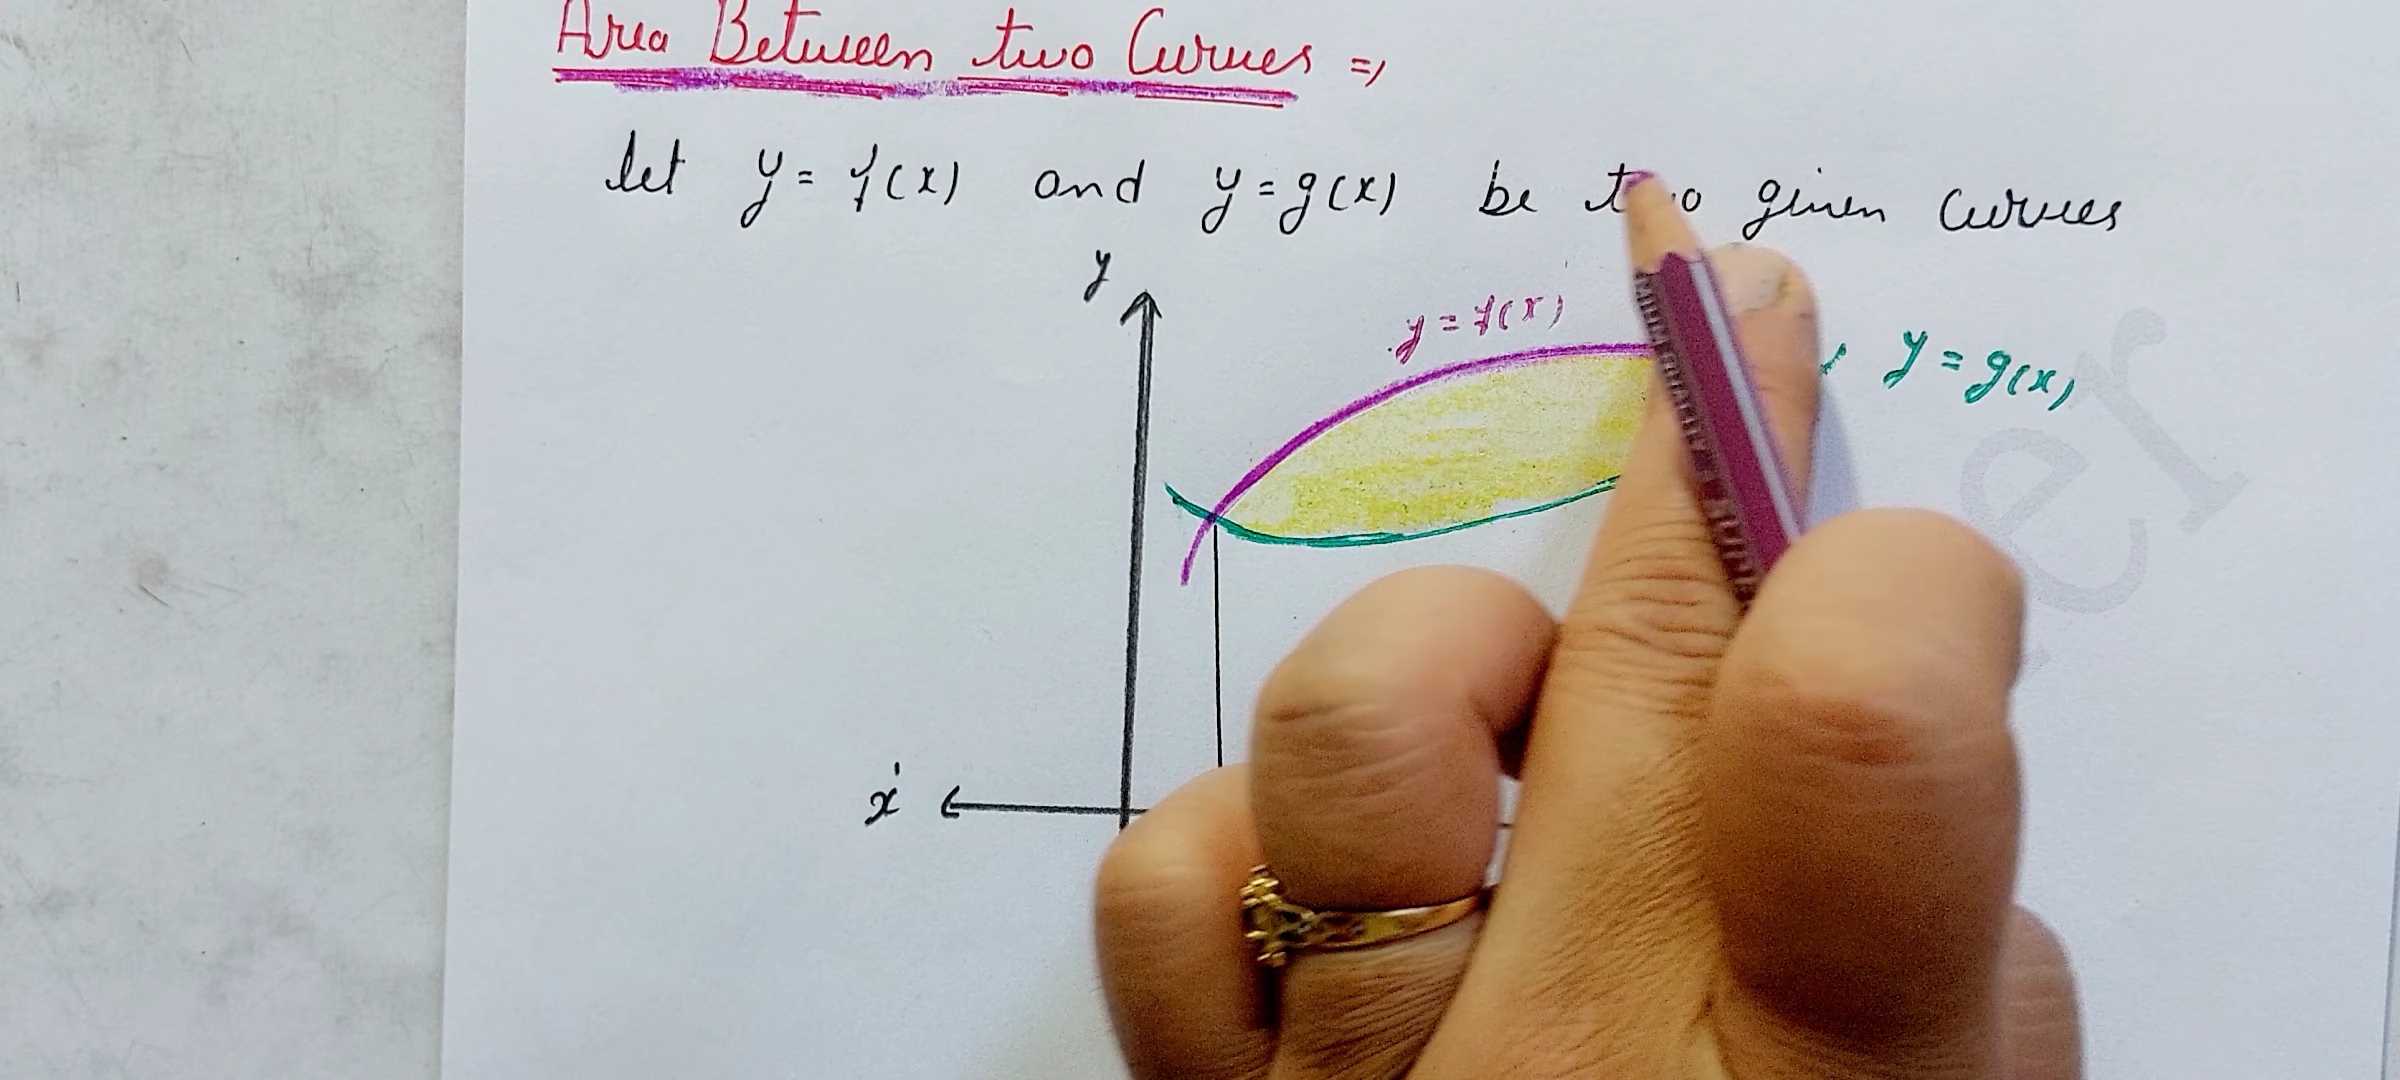 Area Between two Curves =,
let y = f(x) and y = g(x) be two given curves
y
y = f(x)
y = g(x)
x'